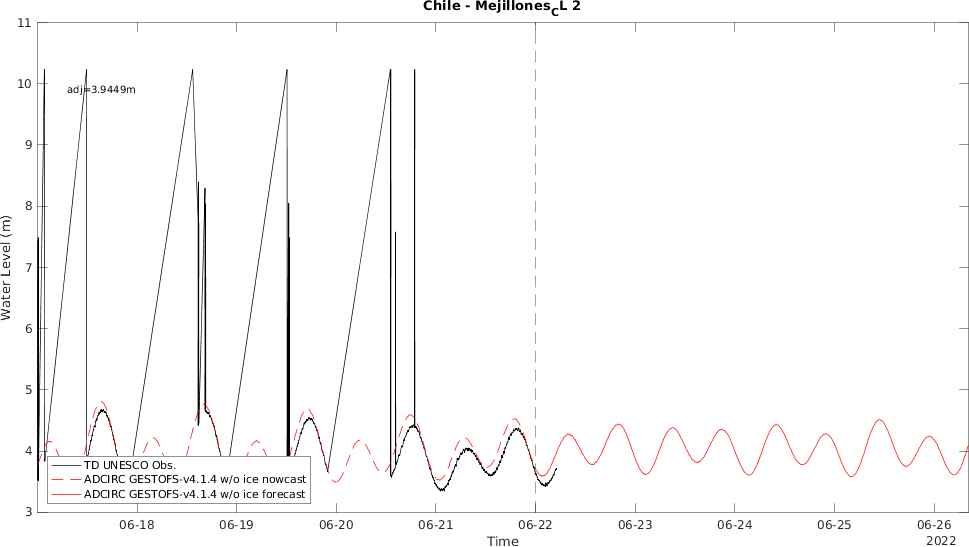 Chile - Mejillones_CL 2
11
10
9
8
7
6
5
4
3
Water Level (m)
adj=3.9449m
TD UNESCO Obs.
ADCIRC GESTOFS-v4.1.4 w/o ice nowcast
ADCIRC GESTOFS-v4.1.4 w/o ice forecast
06-18 06-19 06-20 06-21 06-22 06-23 06-24 06-25 06-26
Time
2022